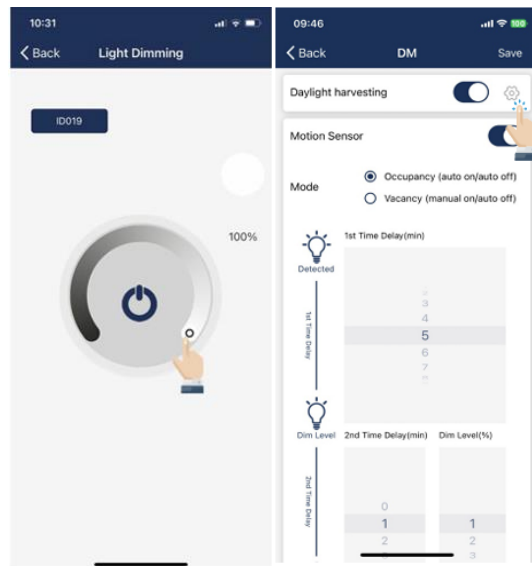 10:31
Back
Light Dimming
ID019
100%
09:46
100
Back
DM
Save
Daylight harvesting
Motion Sensor
Mode
Occupancy (auto on/auto off)
Vacancy (manual on/auto off)
Detected
1st Time Delay(min)
3
4
5
6
7
1st Time Delay
Dim Level
2nd Time Delay(min)
Dim Level(%)
2nd Time Delay
0
1
2
1
2
3